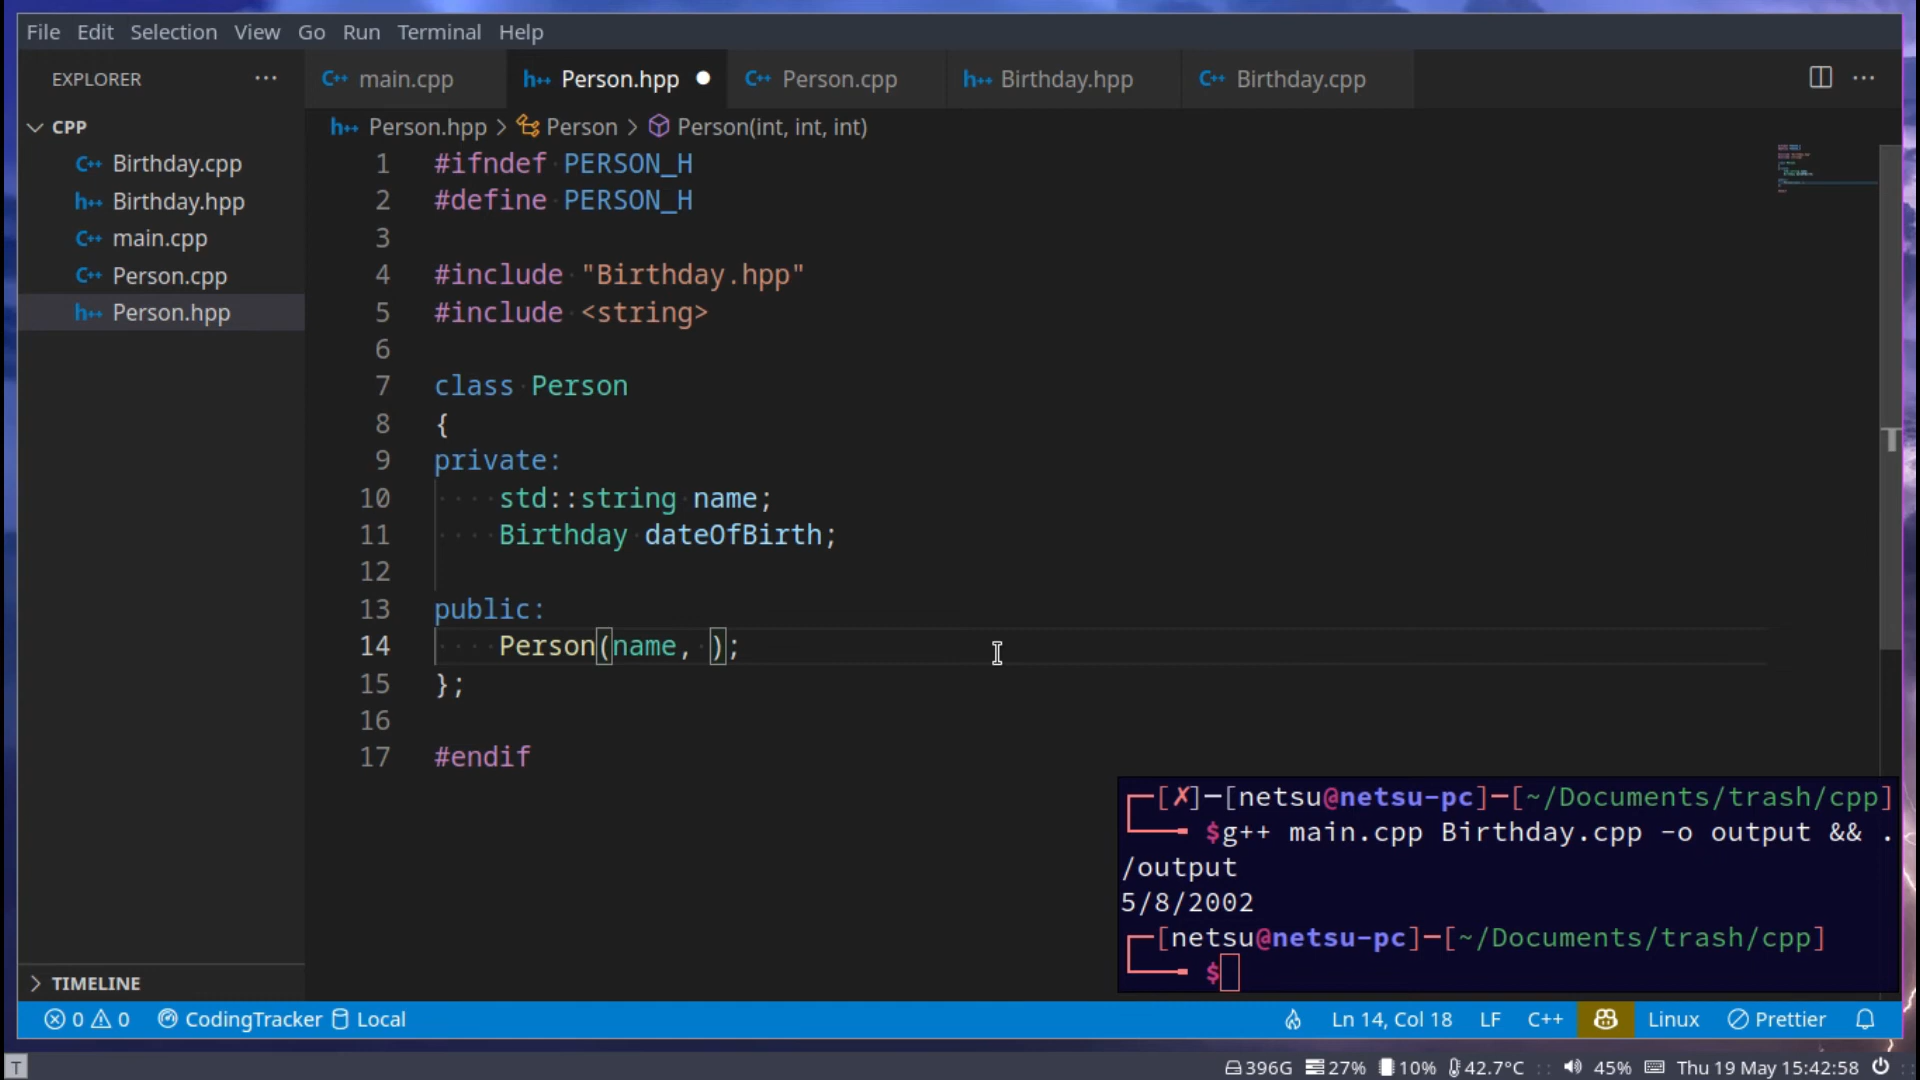 File Edit Selection View Go Run Terminal Help
EXPLORER ···
main.cpp
Person.hpp
Person.cpp
Birthday.hpp
Birthday.cpp
CPP
Birthday.cpp
Birthday.hpp
main.cpp
Person.cpp
Person.hpp
Person.hpp > Person > Person(int, int, int)
1 #ifndef PERSON_H
2 #define PERSON_H
3
4 #include "Birthday.hpp"
5 #include <string>
6
7 class Person
8 {
9 private:
10 std::string name;
11 Birthday dateOfBirth;
12
13 public:
14 Person(name, );
15 };
16
17 #endif
[✗]─[netsu@netsu-pc]─[~/Documents/trash/cpp]
$g++ main.cpp Birthday.cpp -o output && .
/output
5/8/2002
[netsu@netsu-pc]─[~/Documents/trash/cpp]
$
TIMELINE
0 0 CodingTracker Local Ln 14, Col 18 LF C++ Linux Prettier
T 396G 27% 10% 42.7°C :: 45% Thu 19 May 15:42:58